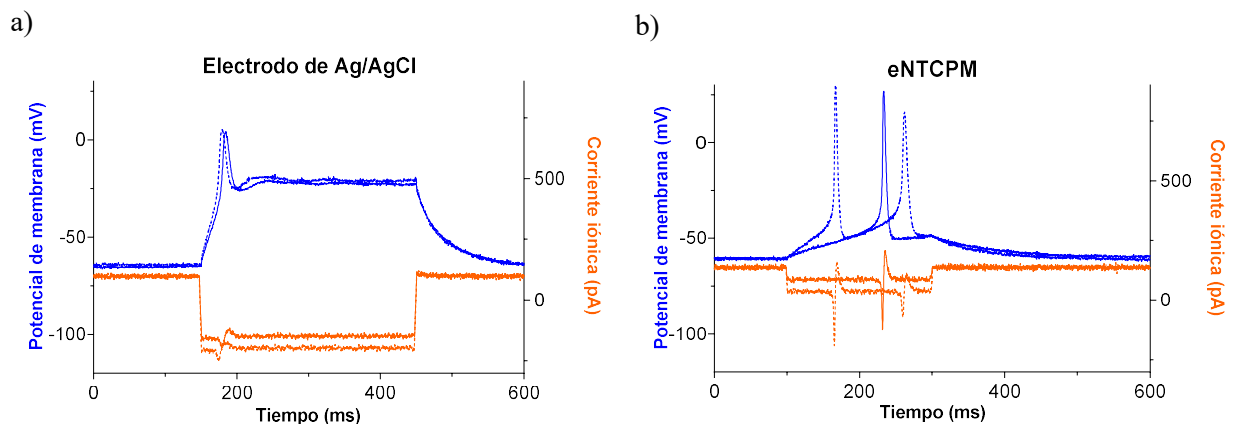 a)
Electrodo de Ag/AgCl
Potencial de membrana (mV)
0
-50
-100
500
0
Corriente iónica (pA)
0
200
400
600
Tiempo (ms)
b)
eNTCPM
Potencial de membrana (mV)
0
-50
-100
500
0
Corriente iónica (pA)
0
200
400
600
Tiempo (ms)